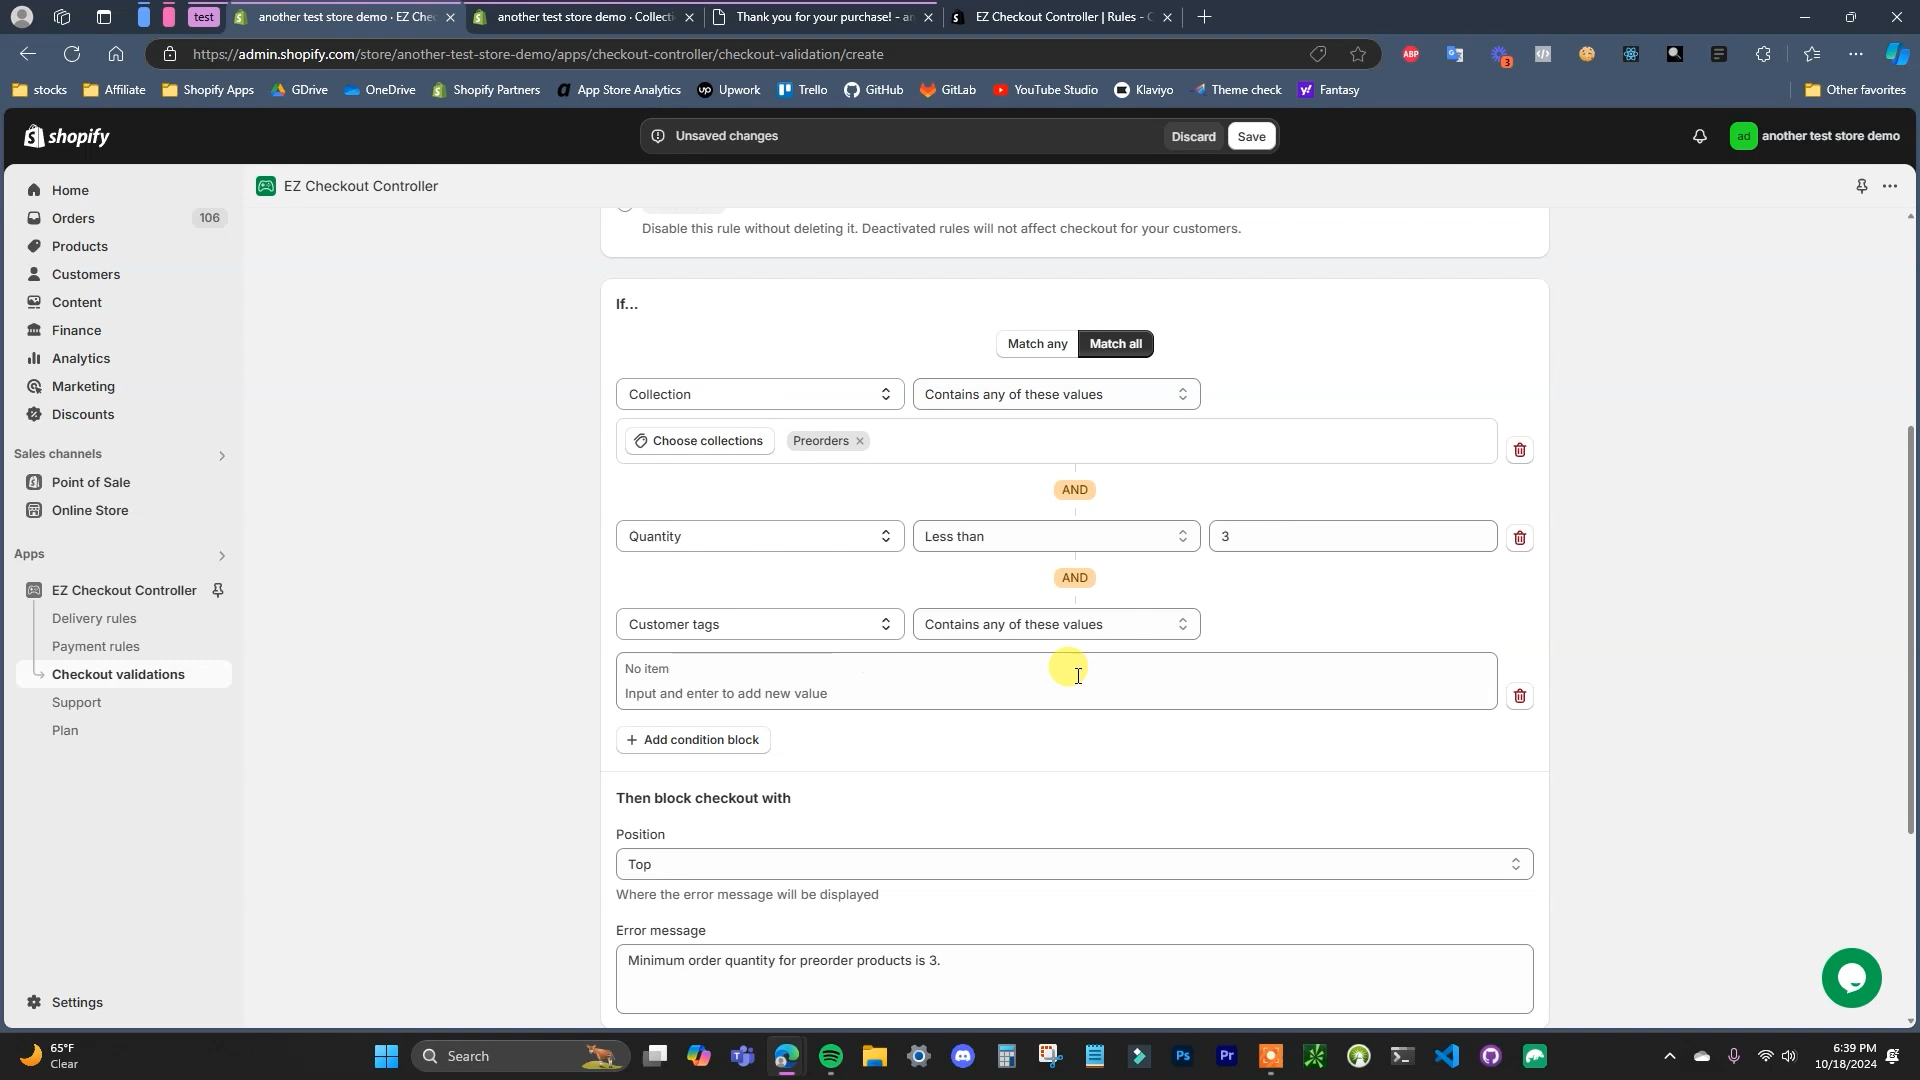 test
another test store demo · EZ Chec
another test store demo · Collecti
Thank you for your purchase! - an
EZ Checkout Controller | Rules - C
https://admin.shopify.com/store/another-test-store-demo/apps/checkout-controller/checkout-validation/create
ABP
3
stocks
Affiliate
Shopify Apps
GDrive
OneDrive
Shopify Partners
App Store Analytics
Upwork
Trello
GitHub
GitLab
YouTube Studio
Klaviyo
Theme check
Fantasy
Other favorites
shopify
Unsaved changes
Discard
Save
ad
another test store demo
Home
Orders
106
Products
Customers
Content
Finance
Analytics
Marketing
Discounts
Sales channels
Point of Sale
Online Store
Apps
EZ Checkout Controller
Delivery rules
Payment rules
Checkout validations
Support
Plan
Settings
EZ Checkout Controller
Disable this rule without deleting it. Deactivated rules will not affect checkout for your customers.
If...
Match any
Match all
Collection
Contains any of these values
Choose collections
Preorders
AND
Quantity
Less than
3
AND
Customer tags
Contains any of these values
No item
Input and enter to add new value
Add condition block
Then block checkout with
Position
Top
Where the error message will be displayed
Error message
Minimum order quantity for preorder products is 3.
65°F
Clear
Search
Ps
Pr
6:39 PM
10/18/2024